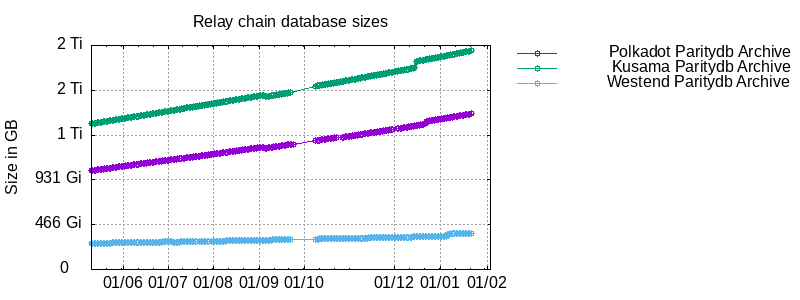 Relay chain database sizes
Size in GB
2 Ti
2 Ti
1 Ti
931 Gi
466 Gi
0
01/06 01/07 01/08 01/09 01/10 01/12 01/01 01/02
Polkadot Paritydb Archive
Kusama Paritydb Archive
Westend Paritydb Archive